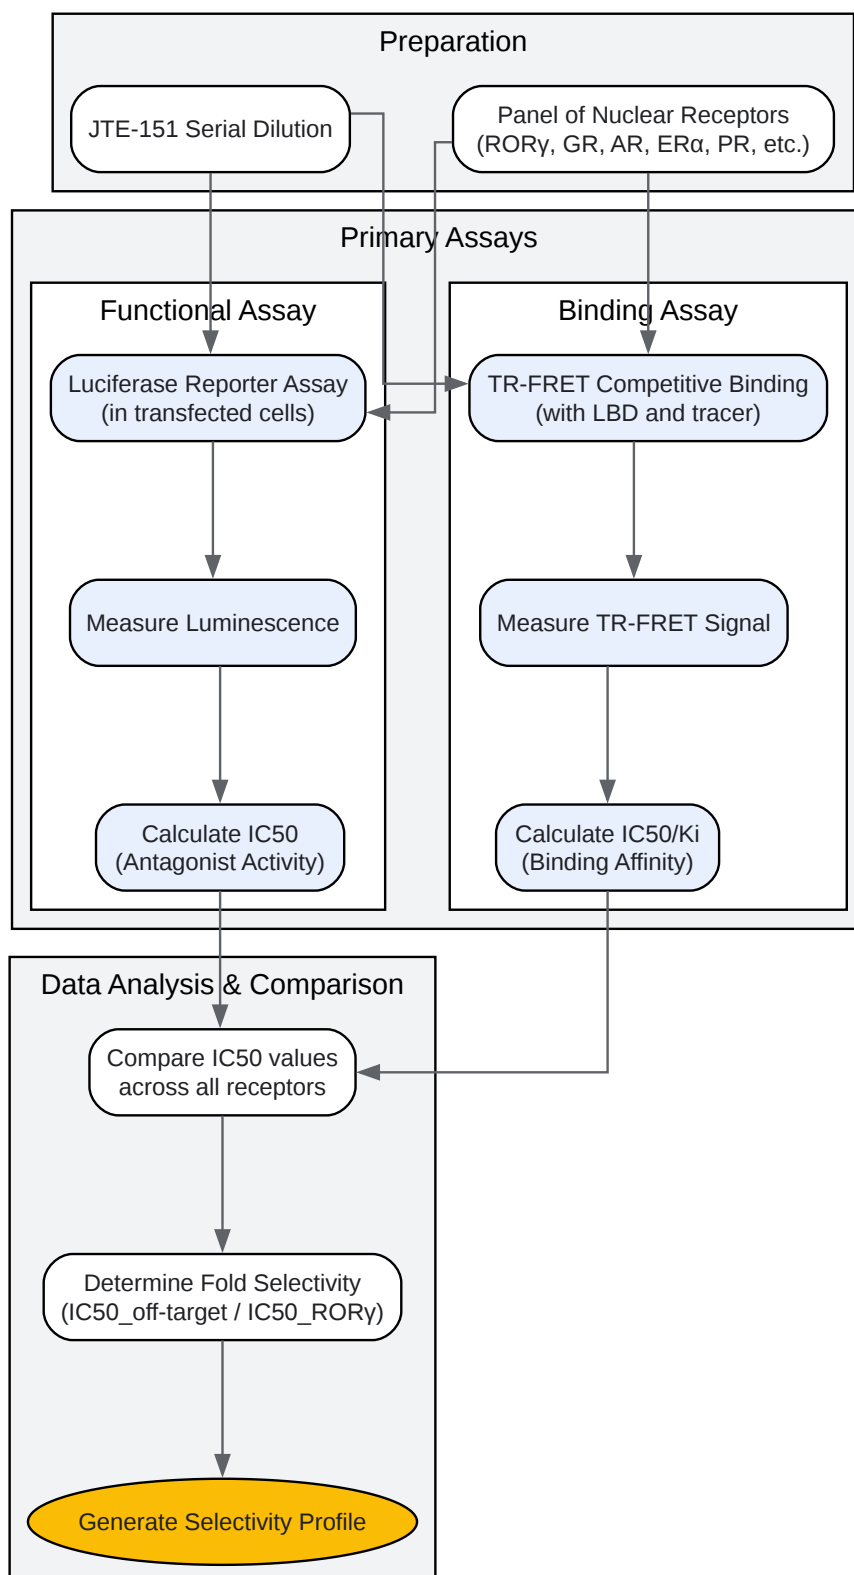 Preparation
JTE-151 Serial Dilution
Panel of Nuclear Receptors
(RORγ, GR, AR, ERα, PR, etc.)
Primary Assays
Functional Assay
Luciferase Reporter Assay
(in transfected cells)
Measure Luminescence
Calculate IC50
(Antagonist Activity)
Binding Assay
TR-FRET Competitive Binding
(with LBD and tracer)
Measure TR-FRET Signal
Calculate IC50/Ki
(Binding Affinity)
Data Analysis & Comparison
Compare IC50 values
across all receptors
Determine Fold Selectivity
(IC50_off-target / IC50_RORγ)
Generate Selectivity Profile